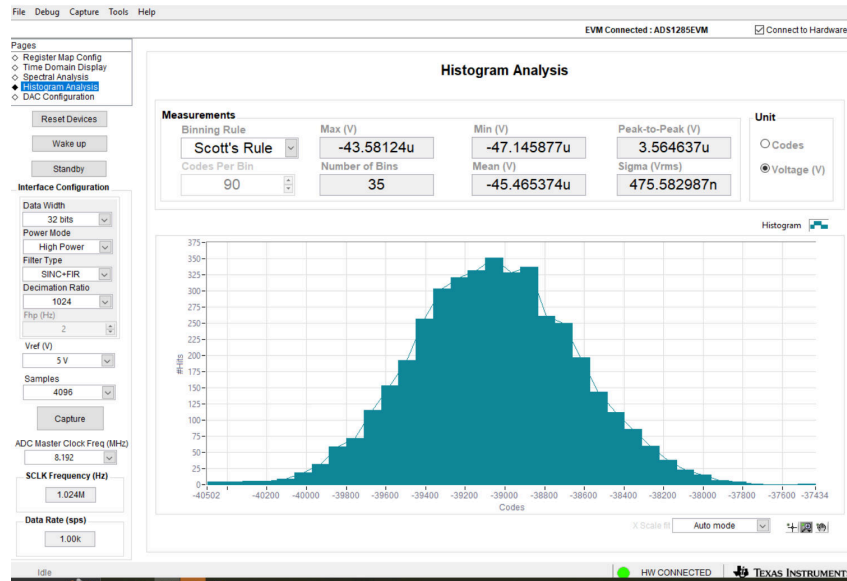 File Debug Capture Tools Help
EVM Connected : ADS1285EVM
Connect to Hardware
Pages
Register Map Config
Time Domain Display
Spectral Analysis
Histogram Analysis
DAC Configuration
Reset Devices
Wake up
Standby
Interface Configuration
Data Width
32 bits
Power Mode
High Power
Filter Type
SINC+FIR
Decimation Ratio
1024
Fhp (Hz)
2
Vref (V)
5 V
Samples
4096
Capture
ADC Master Clock Freq (MHz)
8.192
SCLK Frequency (Hz)
1.024M
Data Rate (sps)
1.00k
Histogram Analysis
Measurements
Binning Rule Max (V) Min (V) Peak-to-Peak (V)
Scott's Rule -43.58124u -47.145877u 3.564637u
Codes Per Bin Number of Bins Mean (V) Sigma (Vrms)
90 35 -45.465374u 475.582987n
Unit
Codes
Voltage (V)
Histogram
375
350
325
300
275
250
225
200
175
150
125
100
75
50
25
0
#Hits
-40502 -40200 -40000 -39800 -39600 -39400 -39200 -39000 -38800 -38600 -38400 -38200 -38000 -37800 -37600 -37434
Codes
X Scale fit Auto mode
Idle
HW CONNECTED
TEXAS INSTRUMENTS